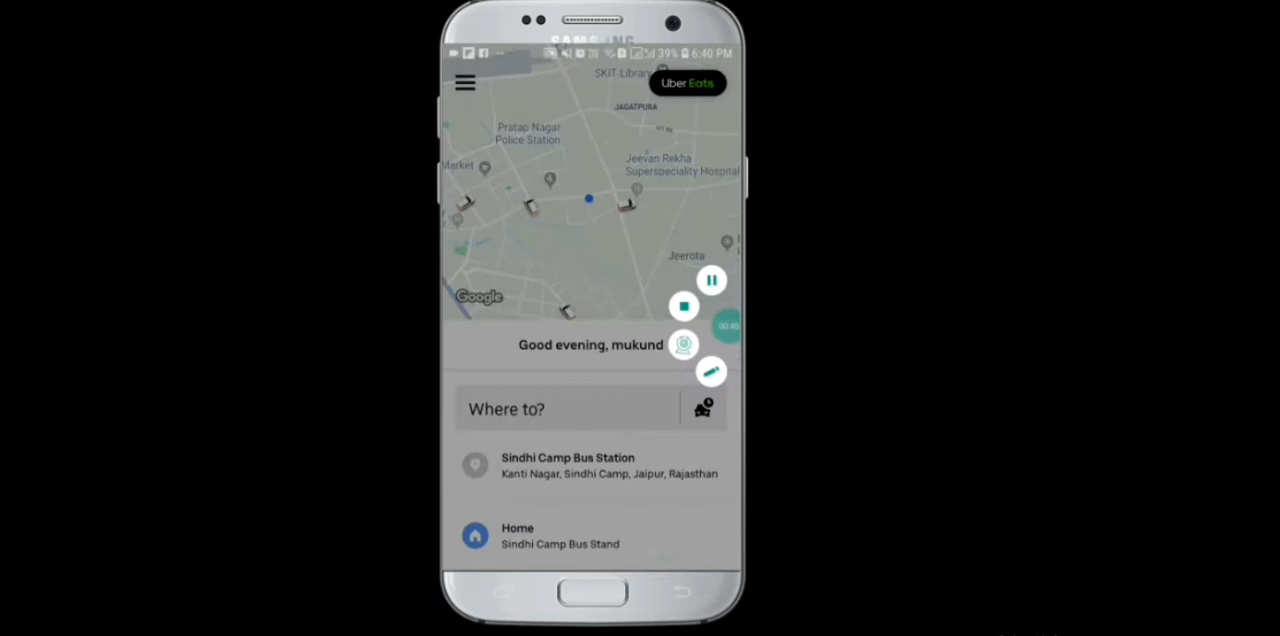 SAMSUNG
39% 6:40 PM
SKIT Library
Uber Eats
JAGATPURA
Pratap Nagar
Police Station
Jeevan Rekha
Superspeciality Hospital
Market
Jeerota
Google
00:45
Good evening, mukund
Where to?
Sindhi Camp Bus Station
Kanti Nagar, Sindhi Camp, Jaipur, Rajasthan
Home
Sindhi Camp Bus Stand